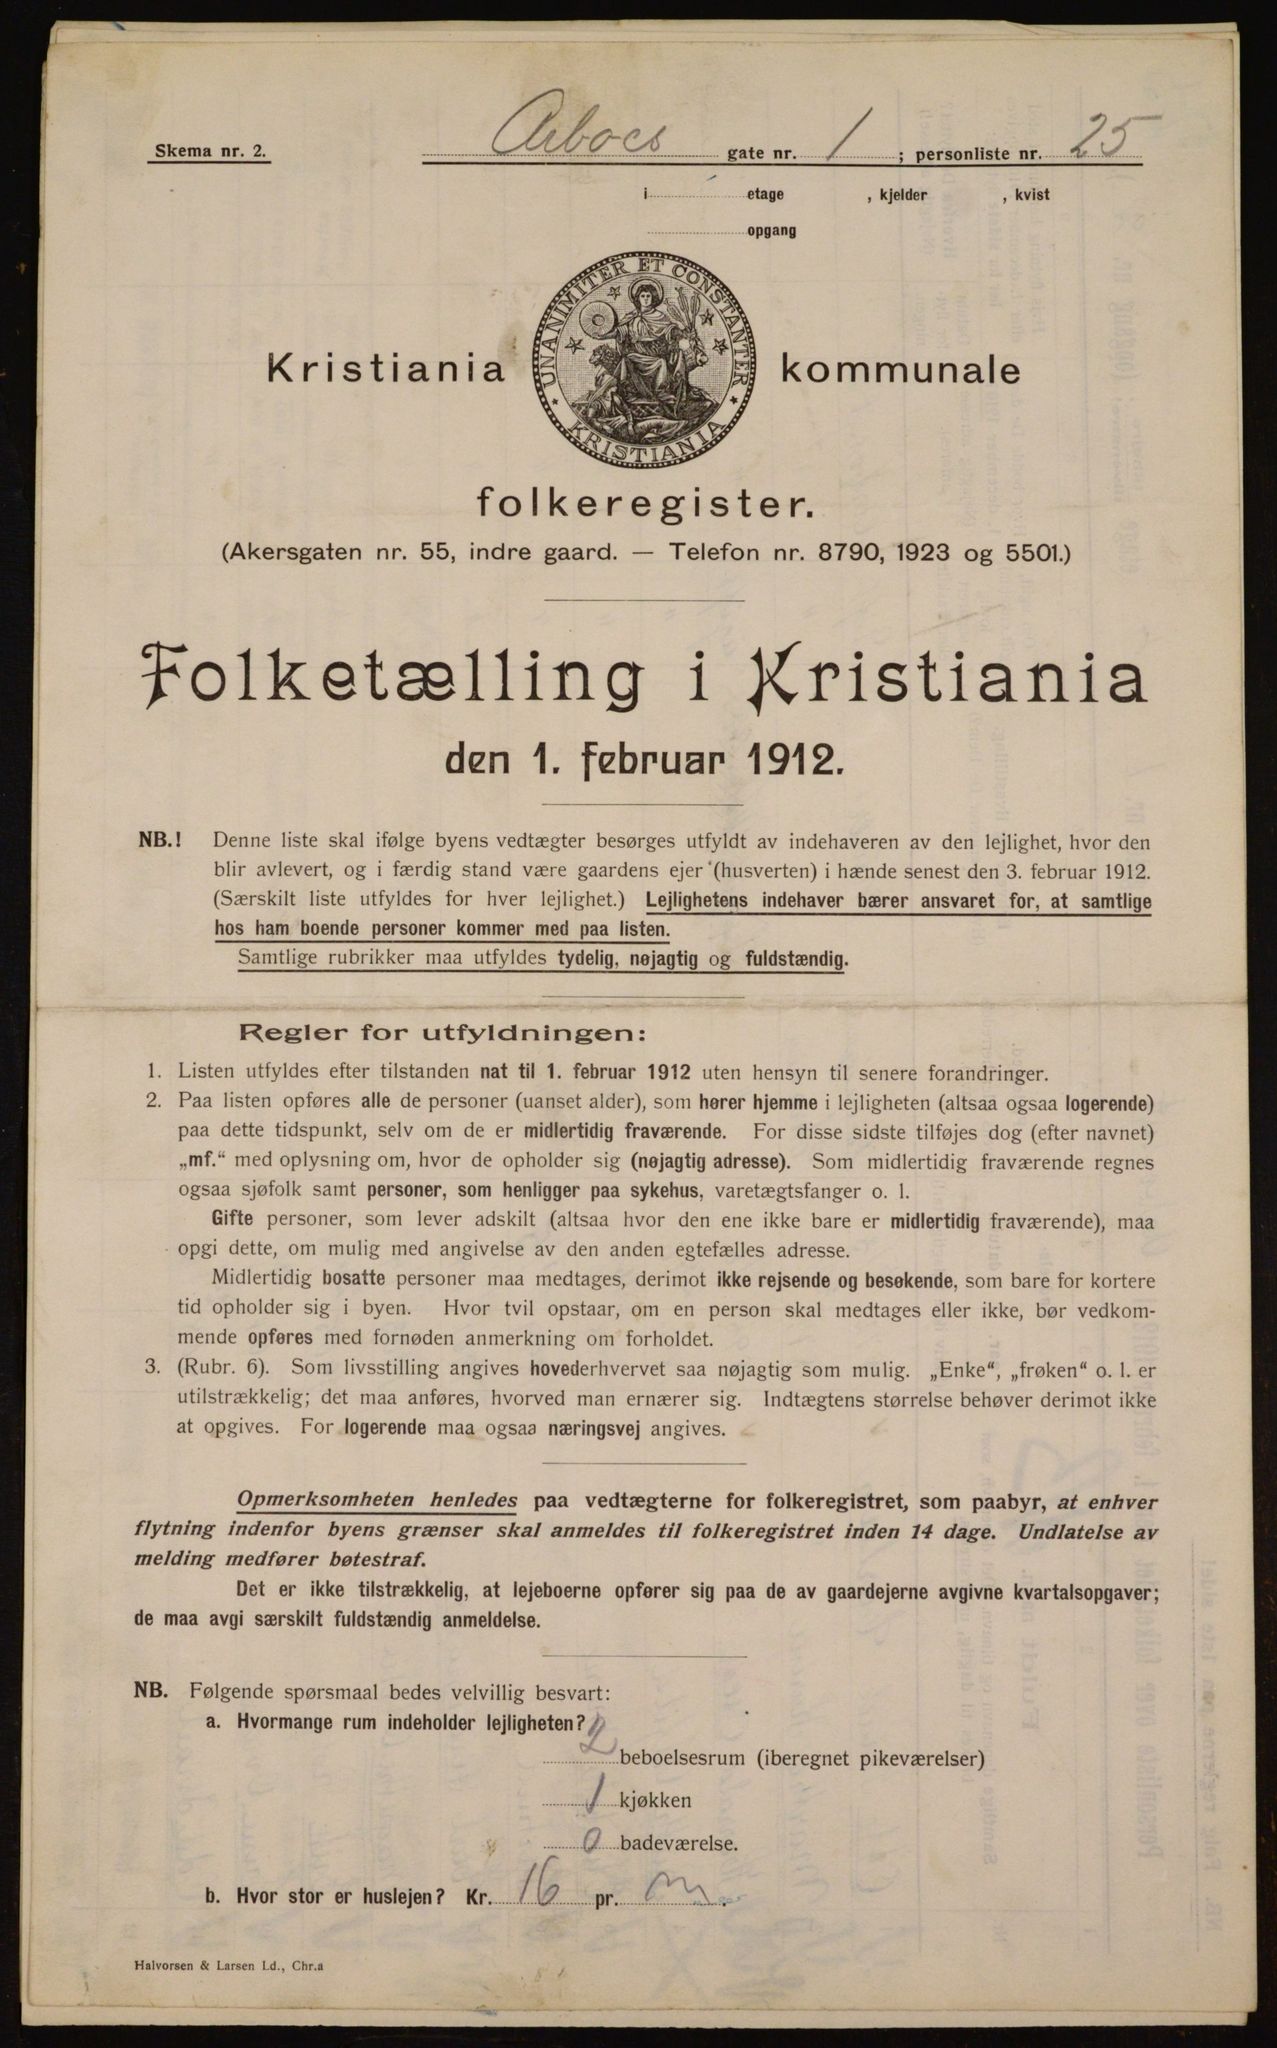 Skema nr. 2.
Arboes gate nr. 1 ; personliste nr. 25
i etage , kjelder , kvist
opgang
UNANIMITER ET CONSTANTER
KRISTIANIA
Kristiania kommunale
folkeregister.
(Akersgaten nr. 55, indre gaard. — Telefon nr. 8790, 1923 og 5501.)
Folketælling i Kristiania
den 1. februar 1912.
NB.! Denne liste skal ifølge byens vedtægter besørges utfyldt av indehaveren av den lejlighet, hvor den
blir avlevert, og i færdig stand være gaardens ejer (husverten) i hænde senest den 3. februar 1912.
(Særskilt liste utfyldes for hver lejlighet.) Lejlighetens indehaver bærer ansvaret for, at samtlige
hos ham boende personer kommer med paa listen.
Samtlige rubrikker maa utfyldes tydelig, nøjagtig og fuldstændig.
Regler for utfyldningen:
1. Listen utfyldes efter tilstanden nat til 1. februar 1912 uten hensyn til senere forandringer.
2. Paa listen opføres alle de personer (uanset alder), som hører hjemme i lejligheten (altsaa ogsaa logerende)
paa dette tidspunkt, selv om de er midlertidig fraværende. For disse sidste tilføjes dog (efter navnet)
„mf.“ med oplysning om, hvor de opholder sig (nøjagtig adresse). Som midlertidig fraværende regnes
ogsaa sjøfolk samt personer, som henligger paa sykehus, varetægtsfanger o. l.
Gifte personer, som lever adskilt (altsaa hvor den ene ikke bare er midlertidig fraværende), maa
opgi dette, om mulig med angivelse av den anden egtefælles adresse.
Midlertidig bosatte personer maa medtages, derimot ikke rejsende og besøkende, som bare for kortere
tid opholder sig i byen. Hvor tvil opstaar, om en person skal medtages eller ikke, bør vedkom-
mende opføres med fornøden anmerkning om forholdet.
3. (Rubr. 6). Som livsstilling angives hovederhvervet saa nøjagtig som mulig. „Enke“, „frøken“ o. l. er
utilstrækkelig; det maa anføres, hvorved man ernærer sig. Indtægtens størrelse behøver derimot ikke
at opgives. For logerende maa ogsaa næringsvej angives.
Opmerksomheten henledes paa vedtægterne for folkeregistret, som paabyr, at enhver
flytning indenfor byens grænser skal anmeldes til folkeregistret inden 14 dage. Undlatelse av
melding medfører bøtestraf.
Det er ikke tilstrækkelig, at lejeboerne opfører sig paa de av gaardejerne avgivne kvartalsopgaver;
de maa avgi særskilt fuldstændig anmeldelse.
NB. Følgende spørsmaal bedes velvillig besvart:
a. Hvormange rum indeholder lejligheten?
2 beboelsesrum (iberegnet pikeværelser)
1 kjøkken
0 badeværelse.
b. Hvor stor er huslejen? Kr. 16 pr. m.
Halvorsen & Larsen Ld., Chr.a